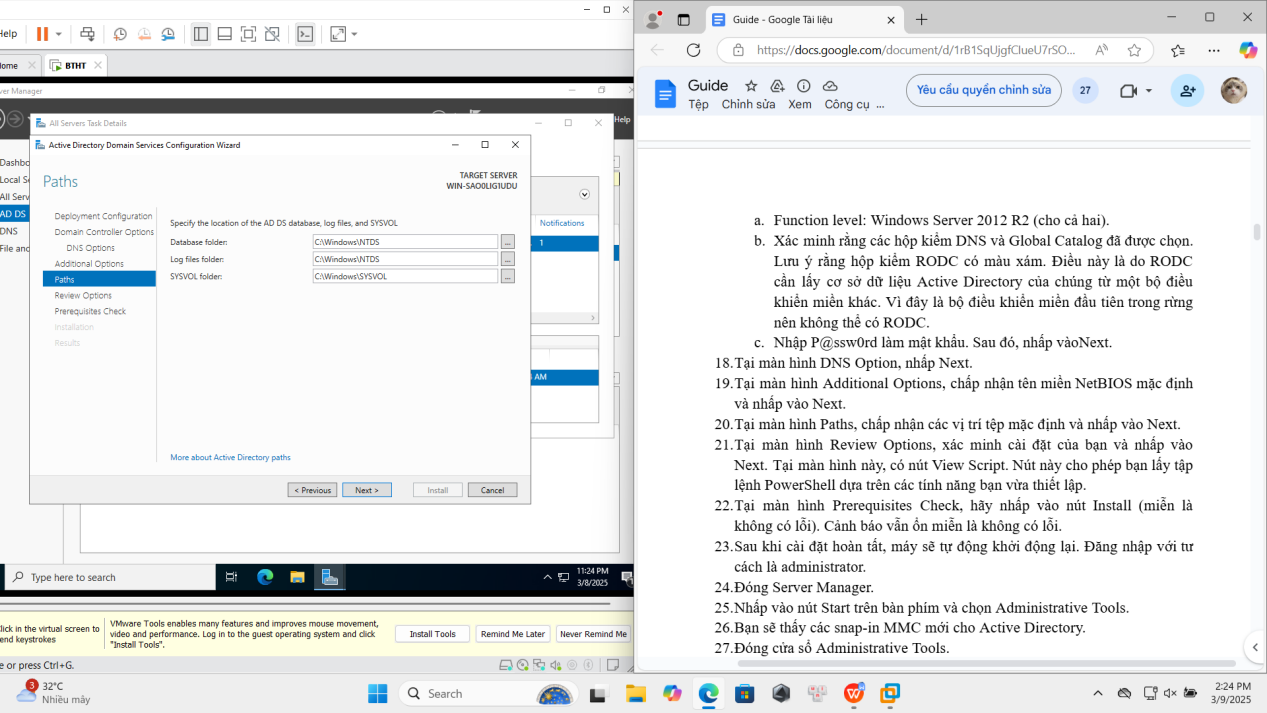 Help
ome
BTHT
ver Manager
Help
Dashbo
Local Se
All Serv
AD DS
DNS
File and
All Servers Task Details
Notifications
1
AM
Active Directory Domain Services Configuration Wizard
Paths
TARGET SERVER
WIN-SAO0LIG1UDU
Deployment Configuration
Domain Controller Options
DNS Options
Additional Options
Paths
Review Options
Prerequisites Check
Installation
Results
Specify the location of the AD DS database, log files, and SYSVOL
Database folder:
C:\Windows\NTDS
...
Log files folder:
C:\Windows\NTDS
...
SYSVOL folder:
C:\Windows\SYSVOL
...
More about Active Directory paths
< Previous
Next >
Install
Cancel
Type here to search
11:24 PM
3/8/2025
lick in the virtual screen to
end keystrokes
VMware Tools enables many features and improves mouse movement,
video and performance. Log in to the guest operating system and click
"Install Tools".
Install Tools
Remind Me Later
Never Remind Me
e or press Ctrl+G.
Guide - Google Tài liệu
https://docs.google.com/document/d/1rB1SqUjgfClueU7rSO...
Guide
Tệp
Chỉnh sửa
Xem
Công cụ ...
Yêu cầu quyền chỉnh sửa
27
a. Function level: Windows Server 2012 R2 (cho cả hai).
b. Xác minh rằng các hộp kiểm DNS và Global Catalog đã được chọn.
Lưu ý rằng hộp kiểm RODC có màu xám. Điều này là do RODC
cần lấy cơ sở dữ liệu Active Directory của chúng từ một bộ điều
khiển miền khác. Vì đây là bộ điều khiển miền đầu tiên trong rừng
nên không thể có RODC.
c. Nhập P@ssw0rd làm mật khẩu. Sau đó, nhấp vàoNext.
18.Tại màn hình DNS Option, nhấp Next.
19.Tại màn hình Additional Options, chấp nhận tên miền NetBIOS mặc định
và nhấp vào Next.
20.Tại màn hình Paths, chấp nhận các vị trí tệp mặc định và nhấp vào Next.
21.Tại màn hình Review Options, xác minh cài đặt của bạn và nhấp vào
Next. Tại màn hình này, có nút View Script. Nút này cho phép bạn lấy tập
lệnh PowerShell dựa trên các tính năng bạn vừa thiết lập.
22.Tại màn hình Prerequisites Check, hãy nhấp vào nút Install (miễn là
không có lỗi). Cảnh báo vẫn ổn miễn là không có lỗi.
23.Sau khi cài đặt hoàn tất, máy sẽ tự động khởi động lại. Đăng nhập với tư
cách là administrator.
24.Đóng Server Manager.
25.Nhấp vào nút Start trên bàn phím và chọn Administrative Tools.
26.Bạn sẽ thấy các snap-in MMC mới cho Active Directory.
27.Đóng cửa sổ Administrative Tools.
3
32°C
Nhiều mây
Search
2:24 PM
3/9/2025